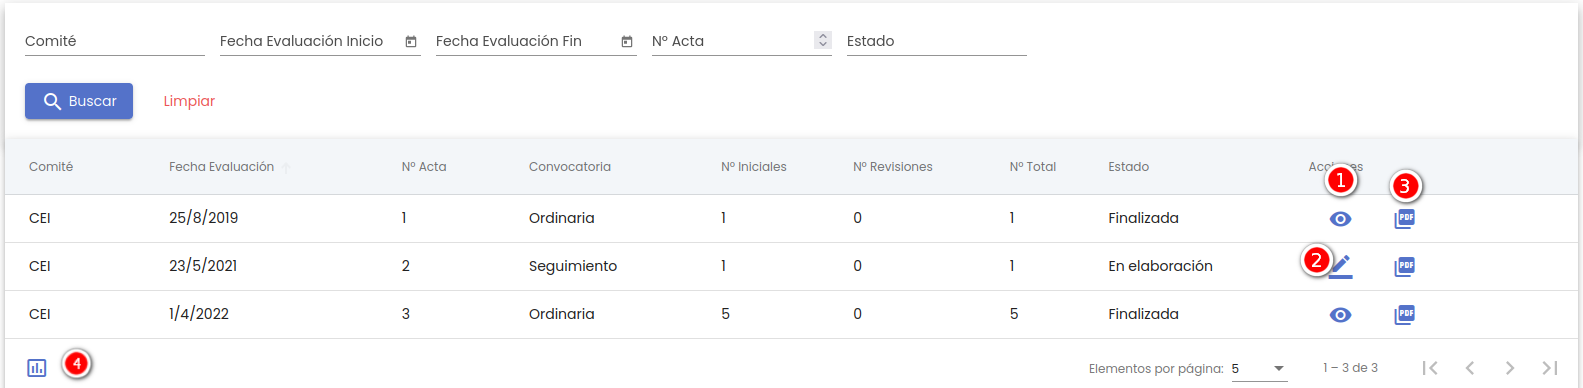 Comité Fecha Evaluación Inicio Fecha Evaluación Fin Nº Acta Estado
Buscar Limpiar
Comité Fecha Evaluación Nº Acta Convocatoria Nº Iniciales Nº Revisiones Nº Total Estado Acciones
1 3
CEI 25/8/2019 1 Ordinaria 1 0 1 Finalizada PDF
CEI 23/5/2021 2 Seguimiento 1 0 1 En elaboración 2 PDF
CEI 1/4/2022 3 Ordinaria 5 0 5 Finalizada PDF
4 Elementos por página: 5 1 – 3 de 3